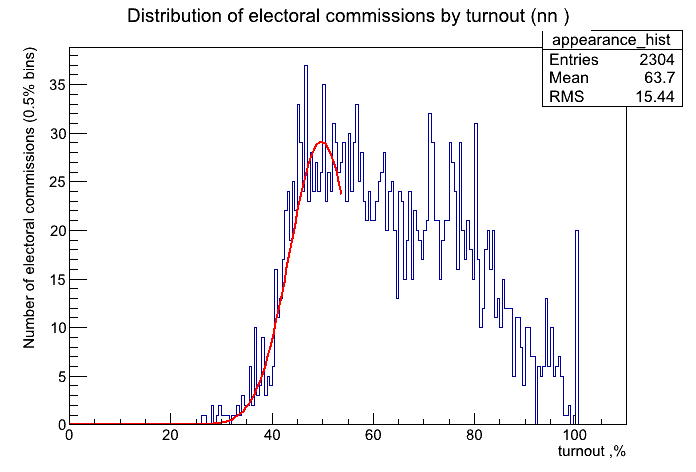 Distribution of electoral commissions by turnout (nn )
appearance_hist
Entries 2304
Mean 63.7
RMS 15.44
Number of electoral commissions (0.5% bins)
35
30
25
20
15
10
5
0
0 20 40 60 80 100
turnout ,%